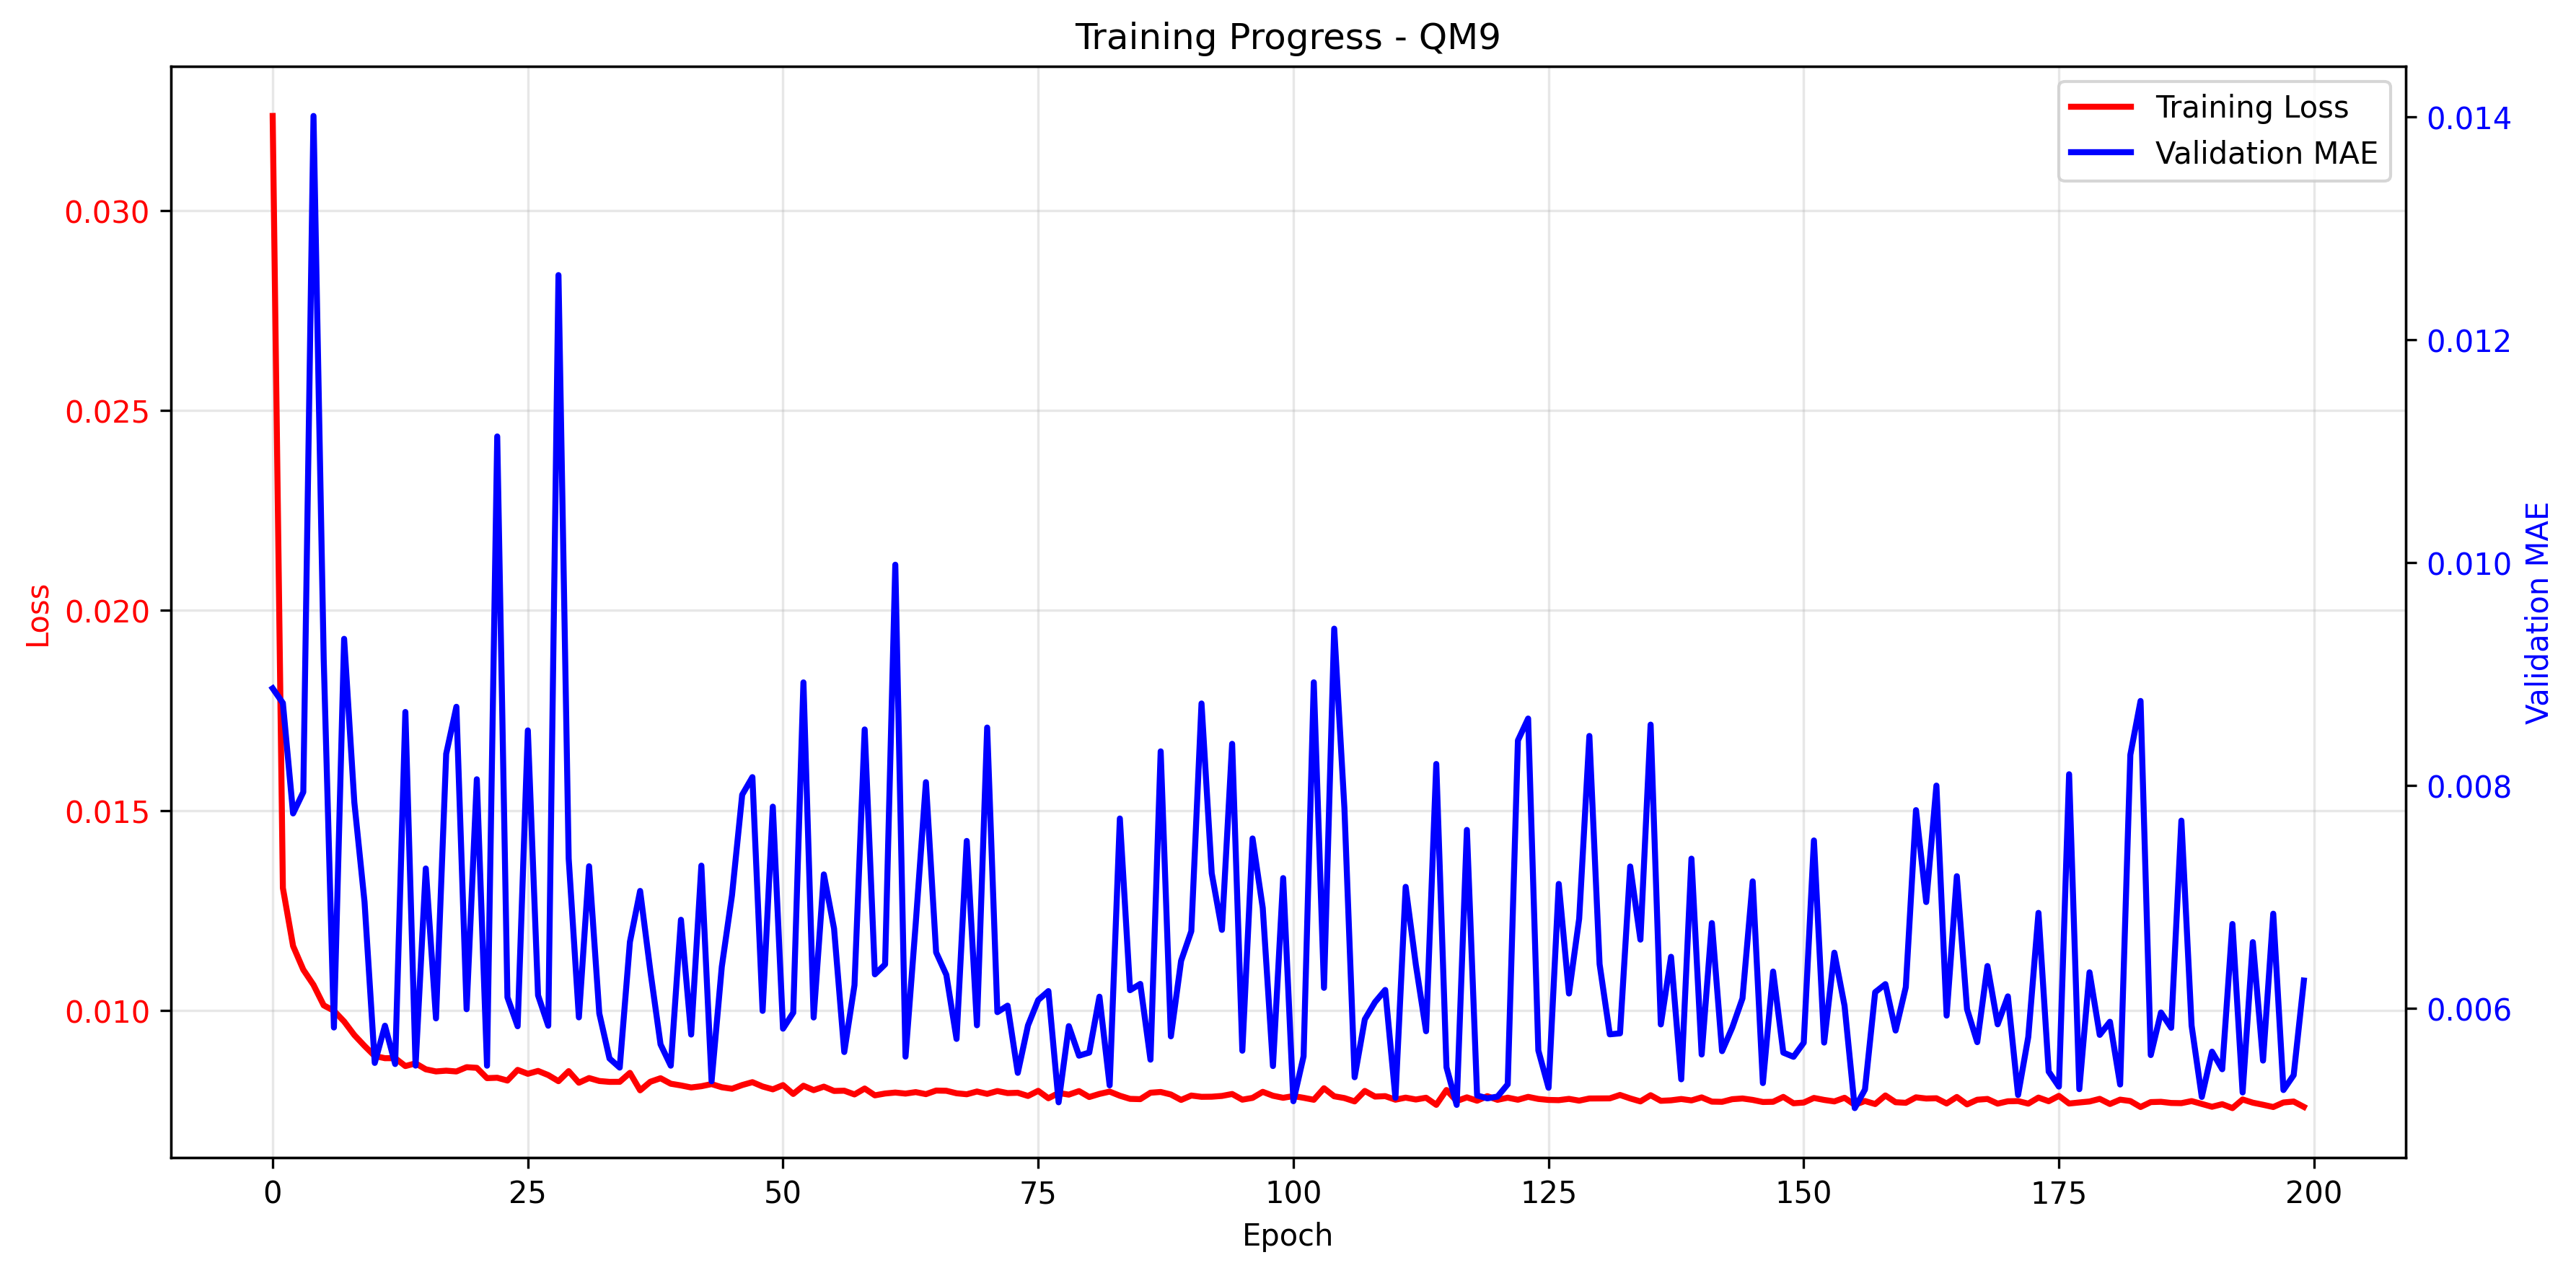 Training Progress - QM9
Training Loss
Validation MAE
0.030
0.025
0.020
0.015
0.010
Loss
0.014
0.012
0.010
0.008
0.006
Validation MAE
0 25 50 75 100 125 150 175 200
Epoch